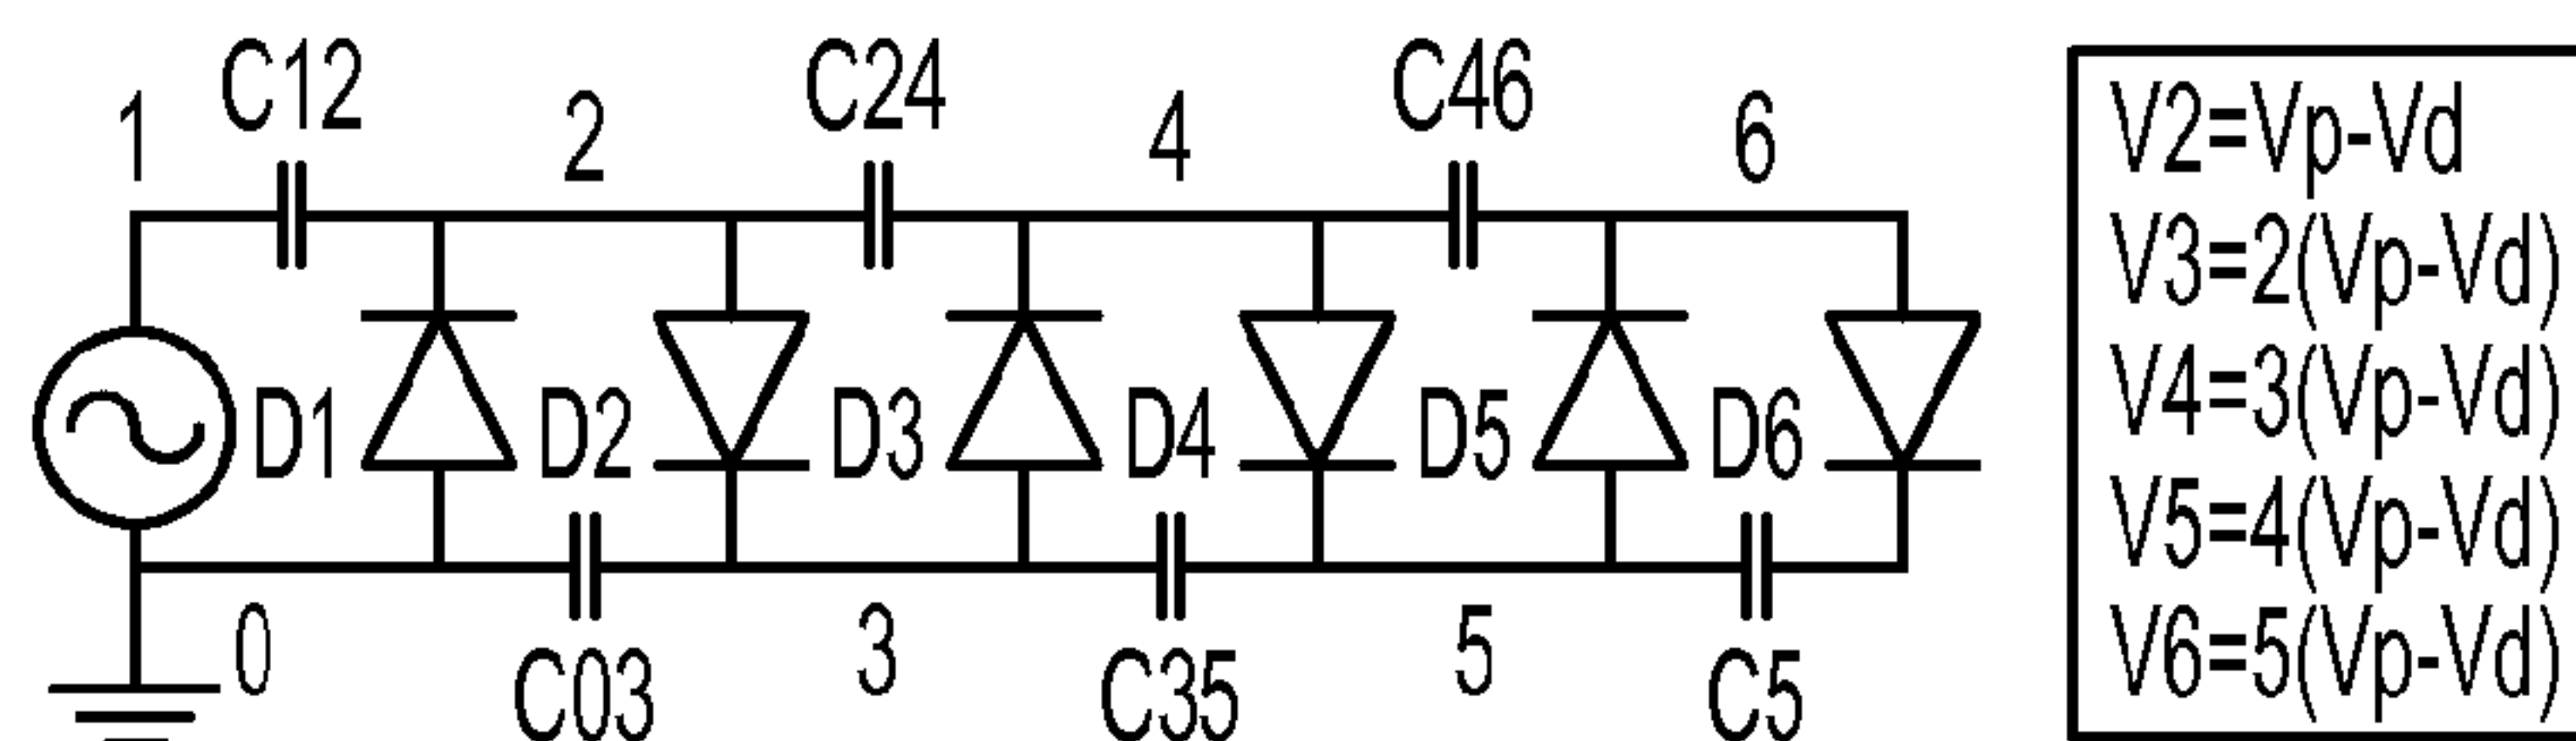 C12 C24 C46
1 2 4 6
D1 D2 D3 D4 D5 D6
0 3 5
C03 C35 C5
V2=Vp-Vd
V3=2(Vp-Vd)
V4=3(Vp-Vd)
V5=4(Vp-Vd)
V6=5(Vp-Vd)